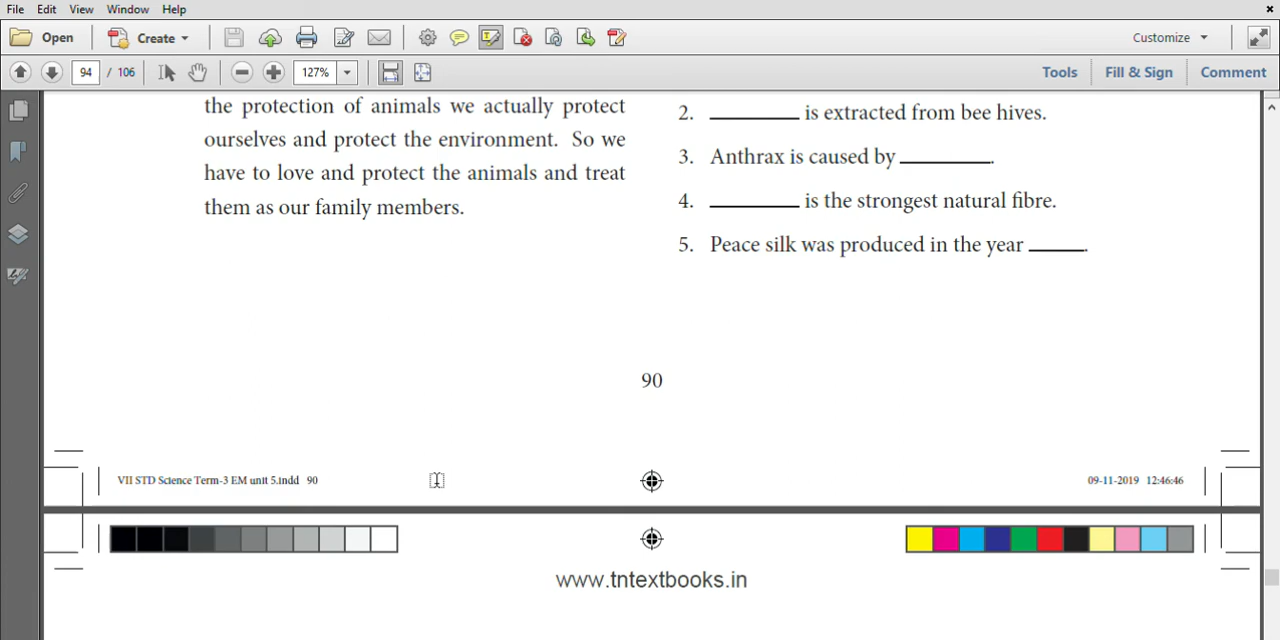 File Edit View Window Help
Open Create Customize
94 / 106 127% Tools Fill & Sign Comment
the protection of animals we actually protect
ourselves and protect the environment. So we
have to love and protect the animals and treat
them as our family members.
2. ________ is extracted from bee hives.
3. Anthrax is caused by ________.
4. ________ is the strongest natural fibre.
5. Peace silk was produced in the year _____.
90
VII STD Science Term-3 EM unit 5.indd 90 09-11-2019 12:46:46
www.tntextbooks.in